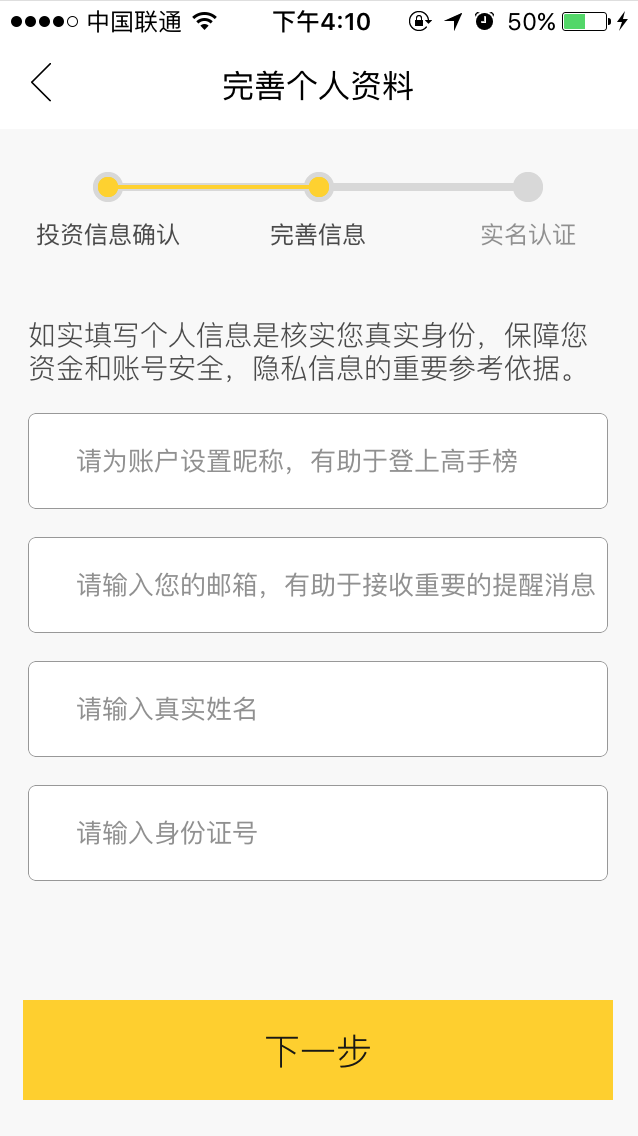 中国联通 下午4:10 50%
完善个人资料
投资信息确认 完善信息 实名认证
如实填写个人信息是核实您真实身份，保障您
资金和账号安全，隐私信息的重要参考依据。
请为账户设置昵称，有助于登上高手榜
请输入您的邮箱，有助于接收重要的提醒消息
请输入真实姓名
请输入身份证号
下一步